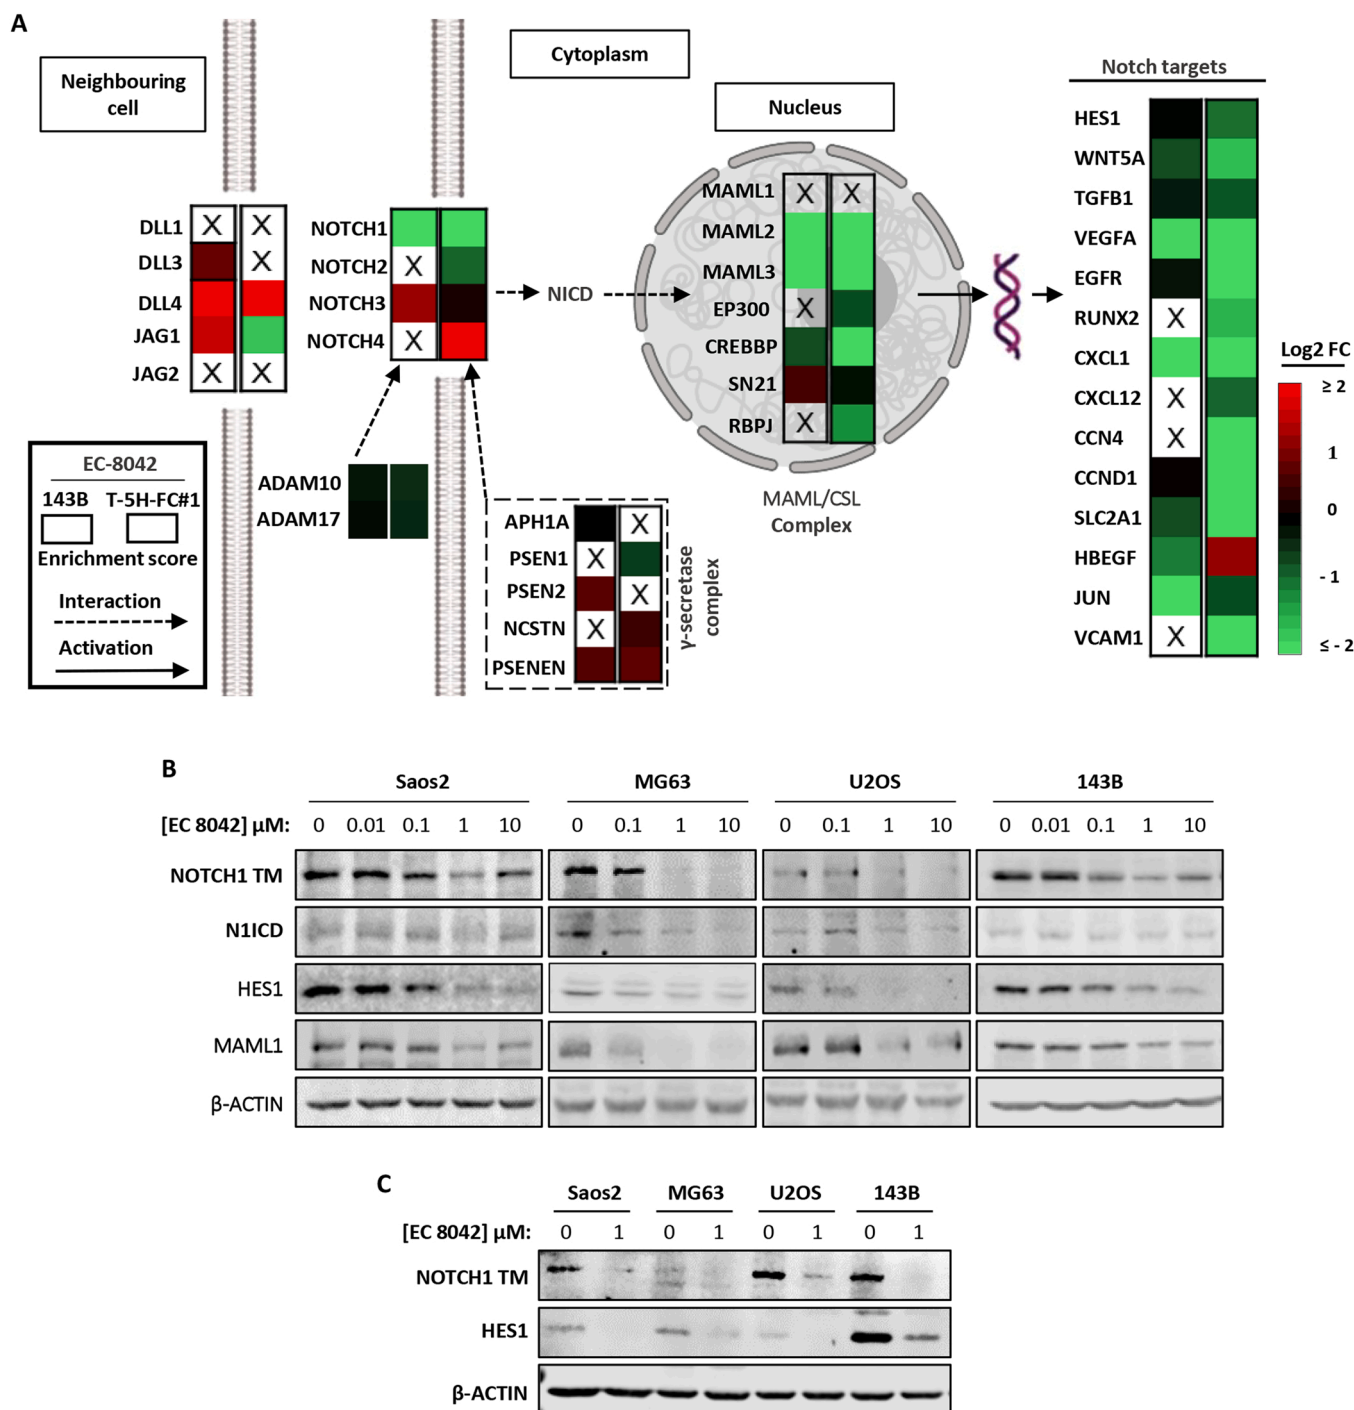 A
Neighbouring
cell
Cytoplasm
Nucleus
Notch targets
DLL1 X X
DLL3 X
DLL4
JAG1
JAG2 X X
NOTCH1
NOTCH2 X
NOTCH3
NOTCH4 X
NICD
MAML1 X X
MAML2
MAML3
EP300 X
CREBBP
SN21
RBPJ X
MAML/CSL
Complex
HES1
WNT5A
TGFB1
VEGFA
EGFR
RUNX2 X
CXCL1
CXCL12 X
CCN4 X
CCND1
SLC2A1
HBEGF
JUN
VCAM1 X
Log2 FC
≥ 2
1
0
- 1
≤ - 2
EC-8042
143B T-5H-FC#1
Enrichment score
Interaction
Activation
ADAM10
ADAM17
APH1A X
PSEN1 X
PSEN2 X
NCSTN X
PSENEN
γ-secretase
complex
B
Saos2 MG63 U2OS 143B
[EC 8042] μM: 0 0.01 0.1 1 10 0 0.1 1 10 0 0.1 1 10 0 0.01 0.1 1 10
NOTCH1 TM
N1ICD
HES1
MAML1
β-ACTIN
C
Saos2 MG63 U2OS 143B
[EC 8042] μM: 0 1 0 1 0 1 0 1
NOTCH1 TM
HES1
β-ACTIN